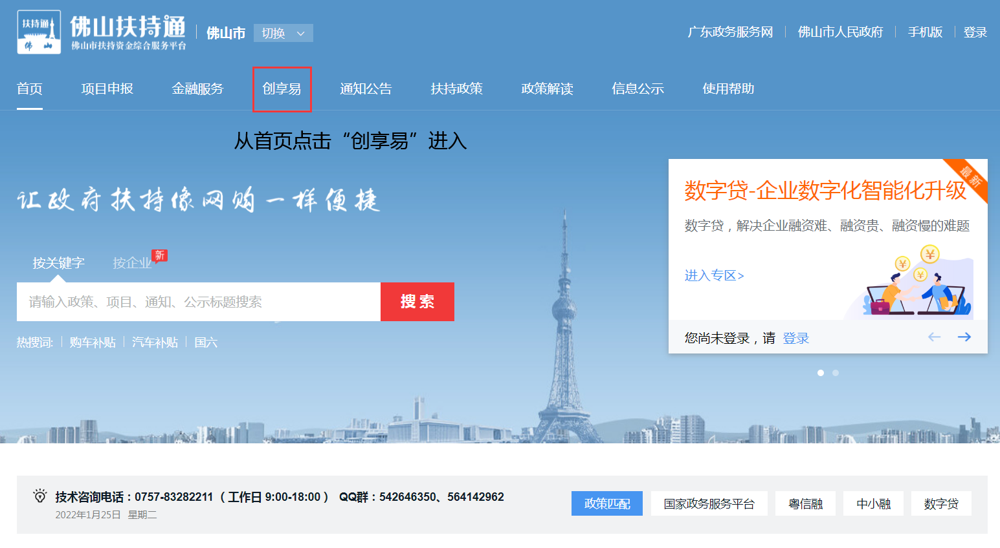 扶持通
佛山
佛山扶持通
佛山市扶持资金综合服务平台
佛山市 切换
广东政务服务网 佛山市人民政府 手机版 登录
首页 项目申报 金融服务 创享易 通知公告 扶持政策 政策解读 信息公示 使用帮助
从首页点击“创享易”进入
让政府扶持像网购一样便捷
最新
数字贷-企业数字化智能化升级
数字贷，解决企业融资难、融资贵、融资慢的难题
进入专区>
您尚未登录，请 登录
按关键字 按企业 新
请输入政策、项目、通知、公示标题搜索 搜 索
热搜词: 购车补贴 汽车补贴 国六
技术咨询电话：0757-83282211（工作日 9:00-18:00） QQ群：542646350、564142962
2022年1月25日 星期二
政策匹配 国家政务服务平台 粤信融 中小融 数字贷